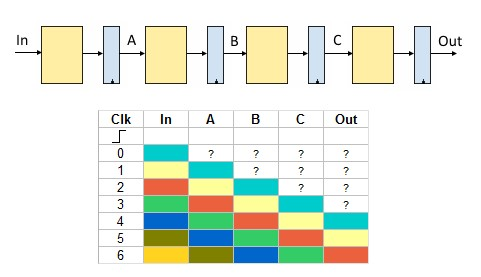 In A B C Out
Clk In A B C Out
0 ? ? ? ?
1 ? ? ?
2 ? ?
3 ?
4
5
6